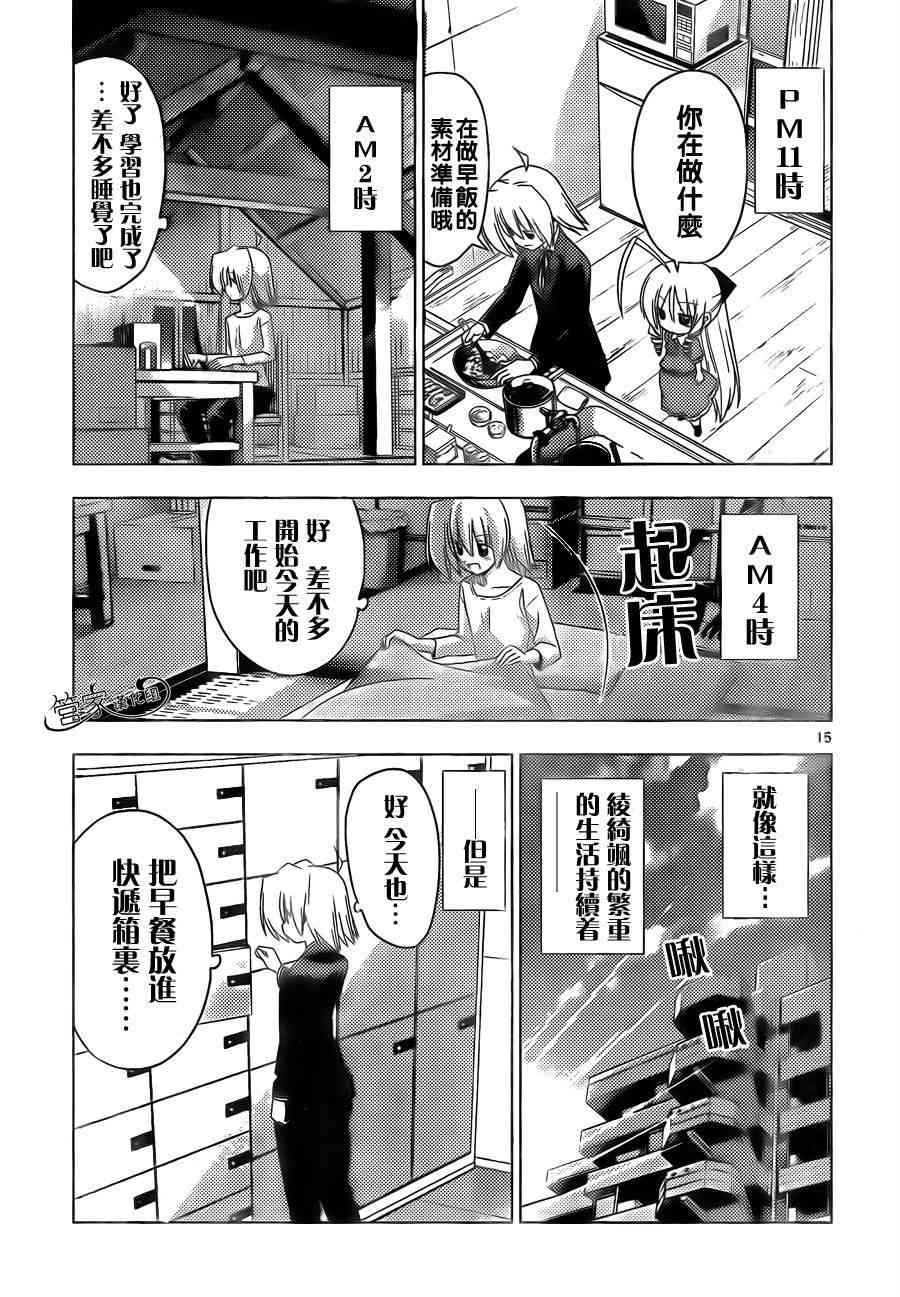 PM11時
你在做什麼
在做早飯的
素材準備哦
AM2時
好了 學習也完成了
…差不多睡覺了吧
AM4時
起床
好 差不多
開始今天的
工作吧
管家漢化組
15
就像這樣…
綾綺颯的繁重
的生活持續着
啾
啾
——但是
好 今天也…
把早餐放進
快遞箱裏……